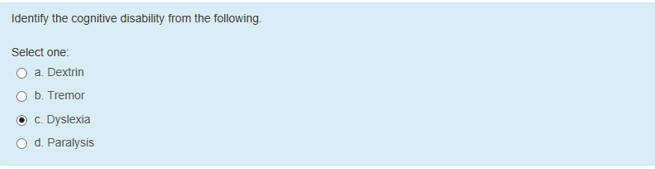 Identify the cognitive disability from the following.
Select one:
a. Dextrin
b. Tremor
c. Dyslexia
d. Paralysis